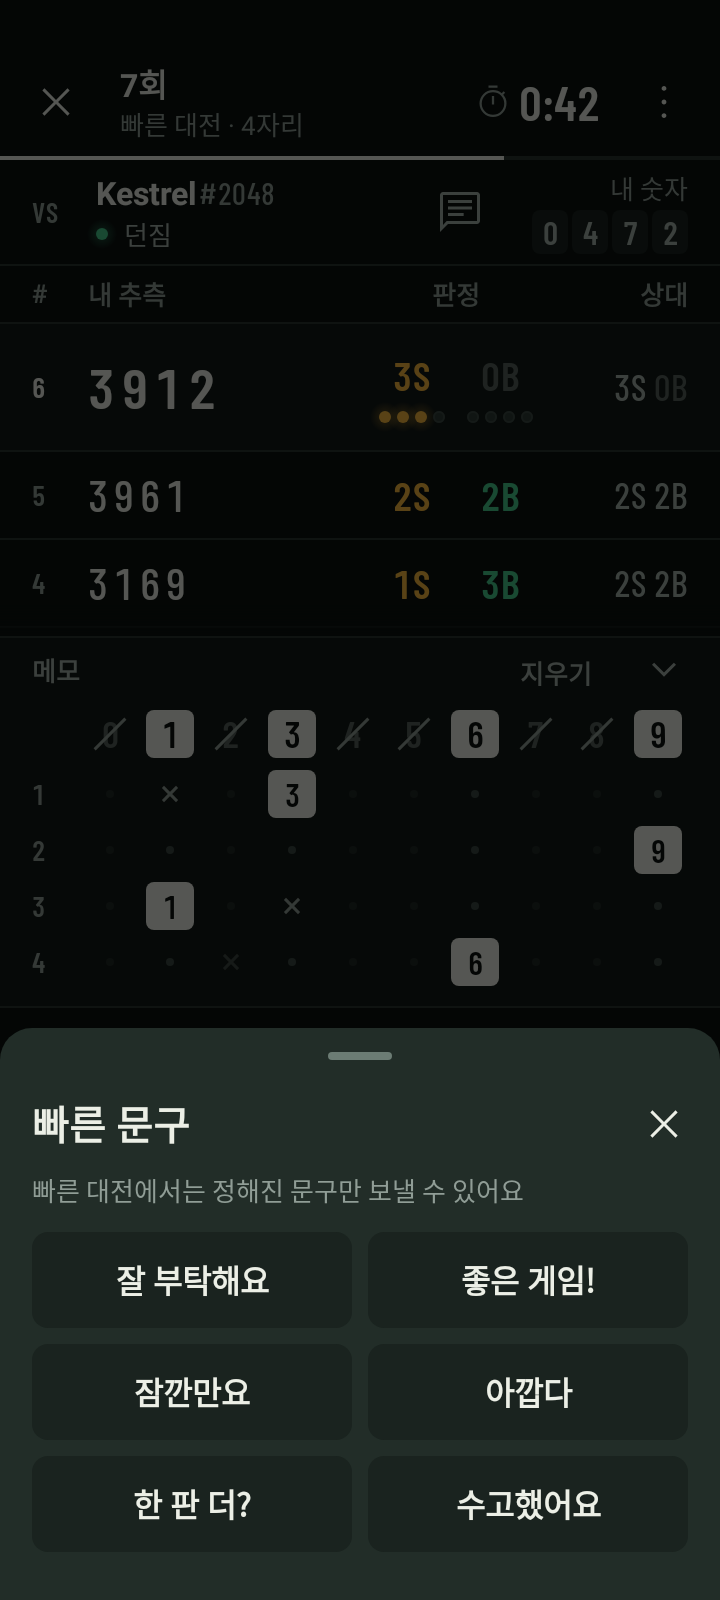 7회
빠른 대전 · 4자리
0:42
VS
Kestrel#2048
던짐
내 숫자
0 4 7 2
# 내 추측 판정 상대
6 3912 3S 0B 3S 0B
5 3961 2S 2B 2S 2B
4 3169 1S 3B 2S 2B
메모 지우기
0 1 2 3 4 5 6 7 8 9
1 × 3
2 9
3 1 ×
4 × 6
빠른 문구
빠른 대전에서는 정해진 문구만 보낼 수 있어요
잘 부탁해요 좋은 게임!
잠깐만요 아깝다
한 판 더? 수고했어요